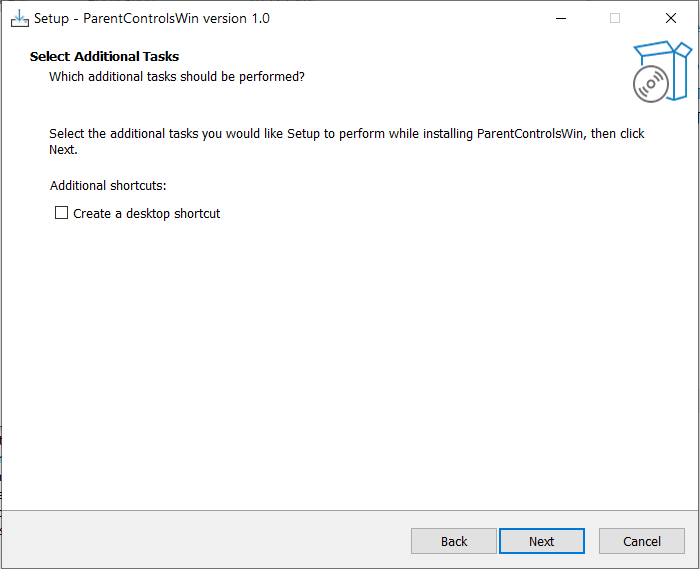 Setup - ParentControlsWin version 1.0
Select Additional Tasks
Which additional tasks should be performed?
Select the additional tasks you would like Setup to perform while installing ParentControlsWin, then click
Next.
Additional shortcuts:
Create a desktop shortcut
Back
Next
Cancel